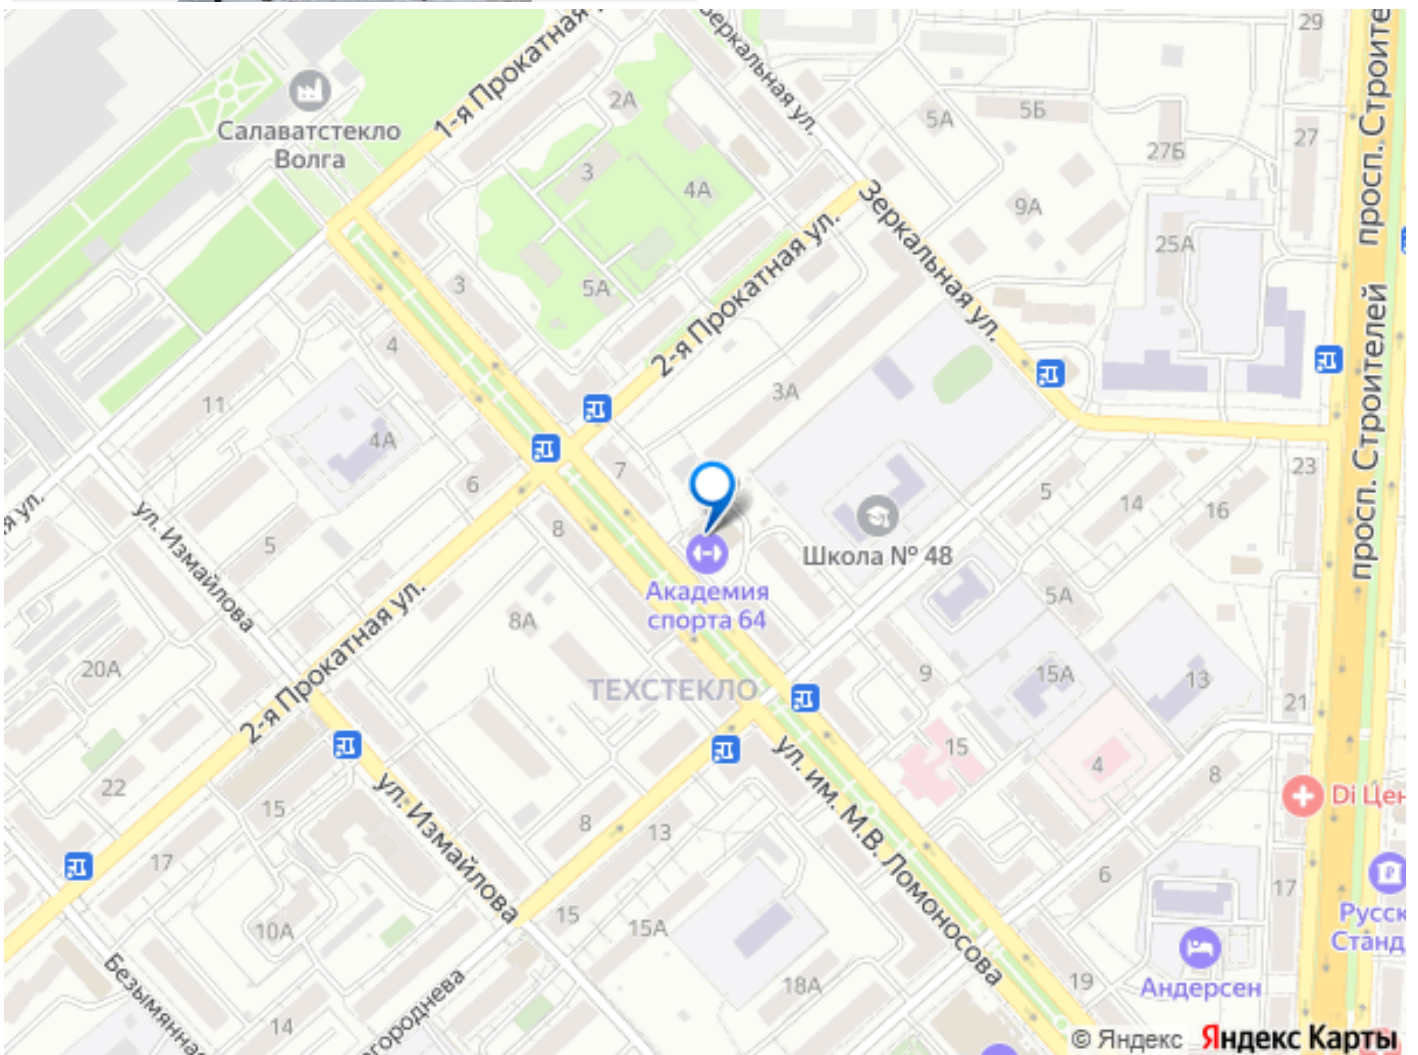 1-я Прокатная
Зеркальная ул.
29
просп. Строите
2А
5А
5Б
27
27Б
Салаватстекло
Волга
3
4А
Зеркальная ул.
9А
25А
2-я Прокатная ул.
3
5А
4
просп. Строителей
3А
11
4А
7
6
23
5
14
16
я ул.
ул. Измайлова
5
8
Школа № 48
Академия
спорта 64
5А
8А
2-я Прокатная ул.
20А
ТЕХСТЕКЛО
9
15А
13
21
15
4
8
ул. им. М.В. Ломоносова
22
15
ул. Измайлова
8
13
Di Цен
17
6
17
10А
15
15А
Русск
Станд
Безымянная
городнева
18А
19
Андерсен
14
© Яндекс Яндекс Карты